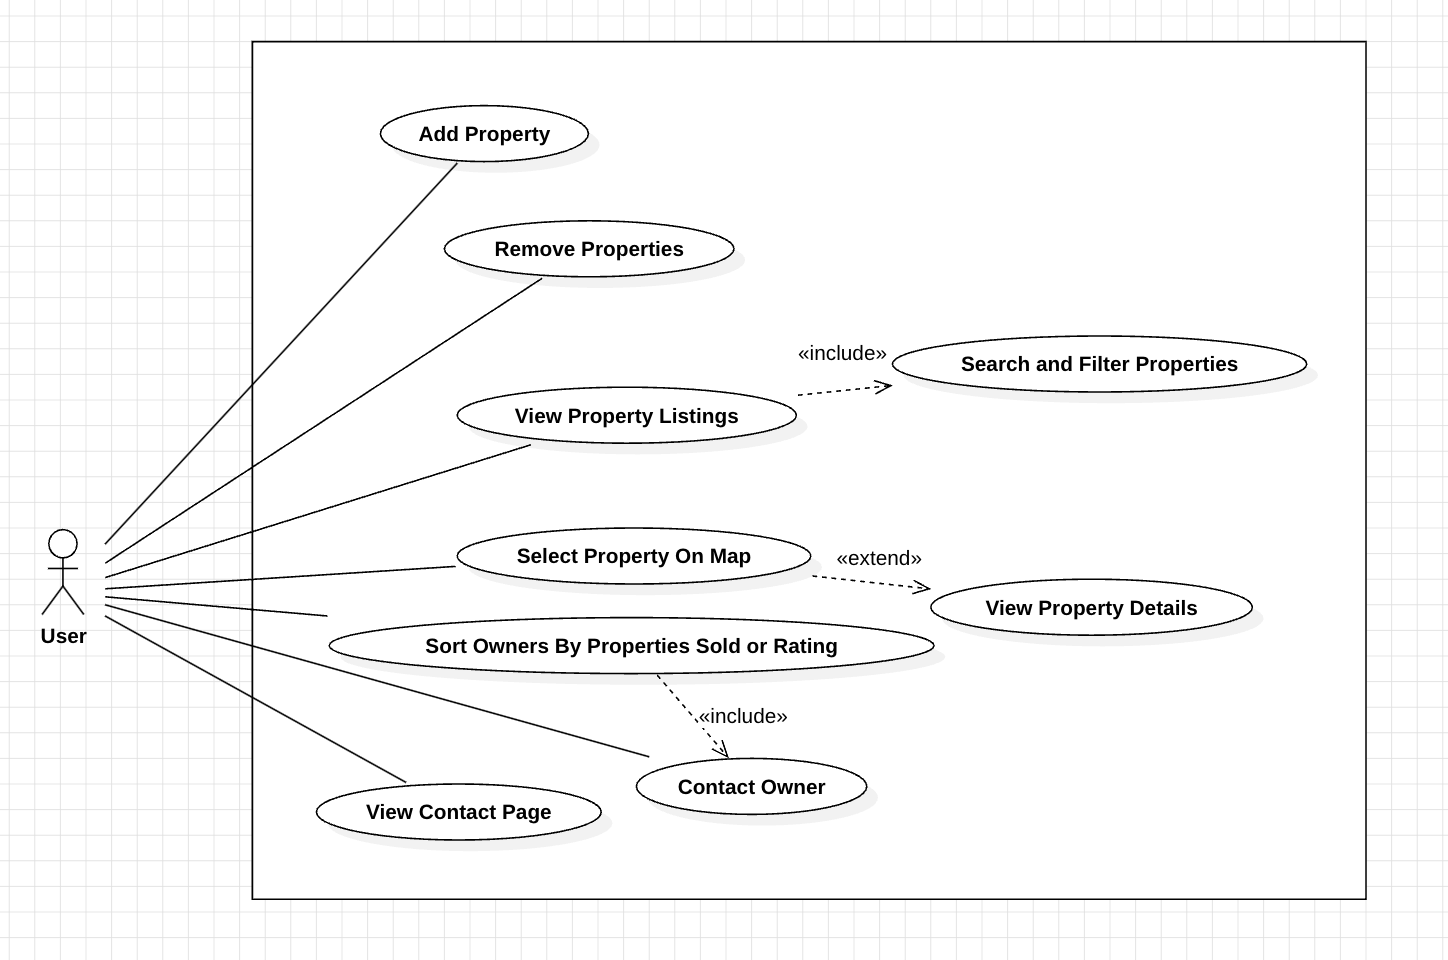 Add Property
Remove Properties
«include»
Search and Filter Properties
View Property Listings
Select Property On Map
«extend»
View Property Details
User
Sort Owners By Properties Sold or Rating
«include»
Contact Owner
View Contact Page